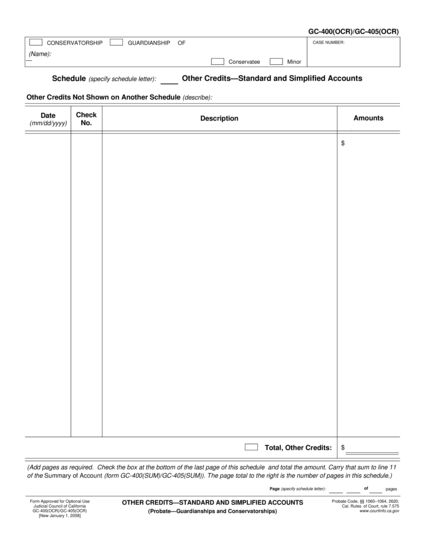 GC-400(OCR)/GC-405(OCR)
CONSERVATORSHIP GUARDIANSHIP OF
CASE NUMBER:
(Name):
Conservatee Minor
Schedule (specify schedule letter): Other Credits—Standard and Simplified Accounts
Other Credits Not Shown on Another Schedule (describe):
Date
(mm/dd/yyyy)
Check
No.
Description
Amounts
$
Total, Other Credits: $
(Add pages as required. Check the box at the bottom of the last page of this schedule and total the amount. Carry that sum to line 11
of the Summary of Account (form GC-400(SUM)/GC-405(SUM)). The page total to the right is the number of pages in this schedule.)
Page (specify schedule letter): of pages
Form Approved for Optional Use
Judicial Council of California
GC-400(OCR)/GC-405(OCR)
[New January 1, 2008]
OTHER CREDITS—STANDARD AND SIMPLIFIED ACCOUNTS
(Probate—Guardianships and Conservatorships)
Probate Code, §§ 1060–1064, 2620;
Cal. Rules of Court, rule 7.575
www.courtinfo.ca.gov